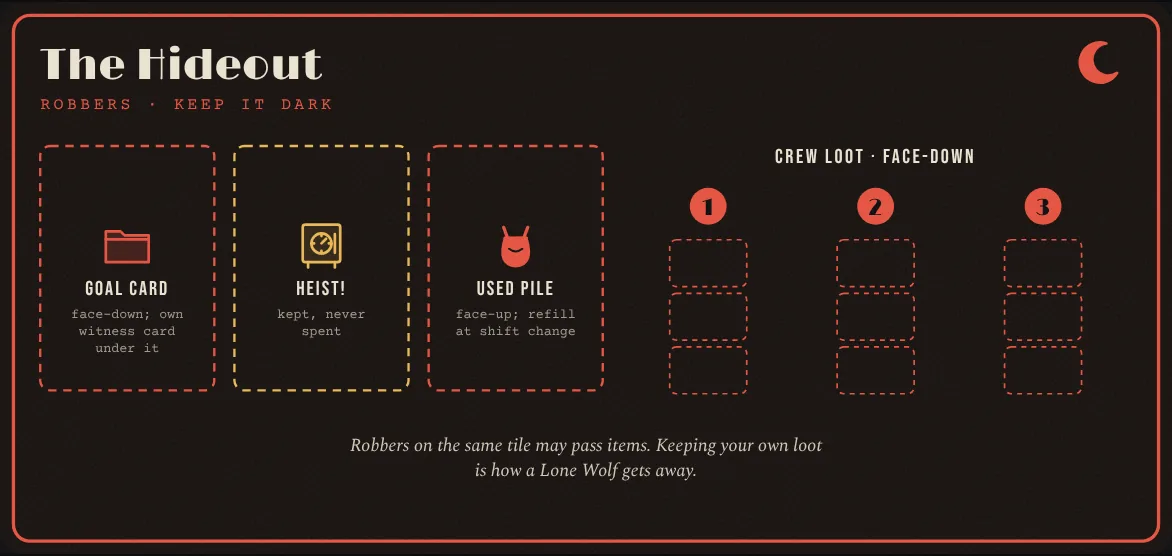 The Hideout
ROBBERS · KEEP IT DARK
GOAL CARD
face-down; own
witness card
under it
HEIST!
kept, never
spent
USED PILE
face-up; refill
at shift change
CREW LOOT · FACE-DOWN
1
2
3
Robbers on the same tile may pass items. Keeping your own loot
is how a Lone Wolf gets away.